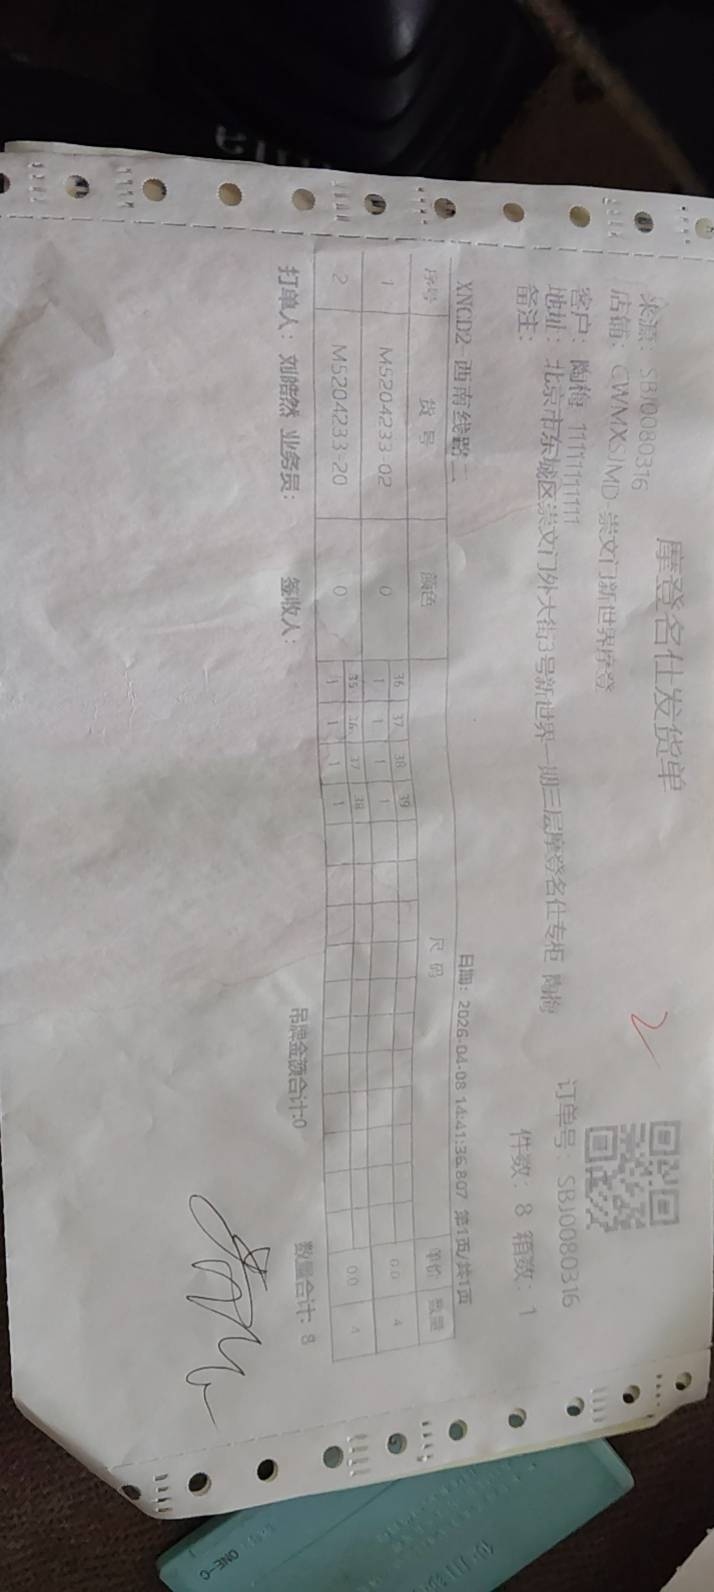 摩登名仕发货单
来源: SBJ0080316
店铺: CWMXSJMD-崇文门新世界摩登
客户: 陶梅 11111111111
订单号: SBJ0080316
地址: 北京市东城区崇文门外大街3号新世界一期三层摩登名仕专柜 陶梅
备注:
件数: 8 箱数: 1
XNCD2-西南线路二 日期: 2026-04-08 14:41:36.807 第1页/共1页
序号 货号 颜色 尺码 单价 数量
36 37 38 39
1 M5204233-02 0 1 1 1 1 0.0 4
35 36 37 38
2 M5204233-20 0 1 1 1 1 0.0 4
吊牌金额合计:0 数量合计: 8
打单人: 刘皓然 业务员: 签收人:
ONE-C